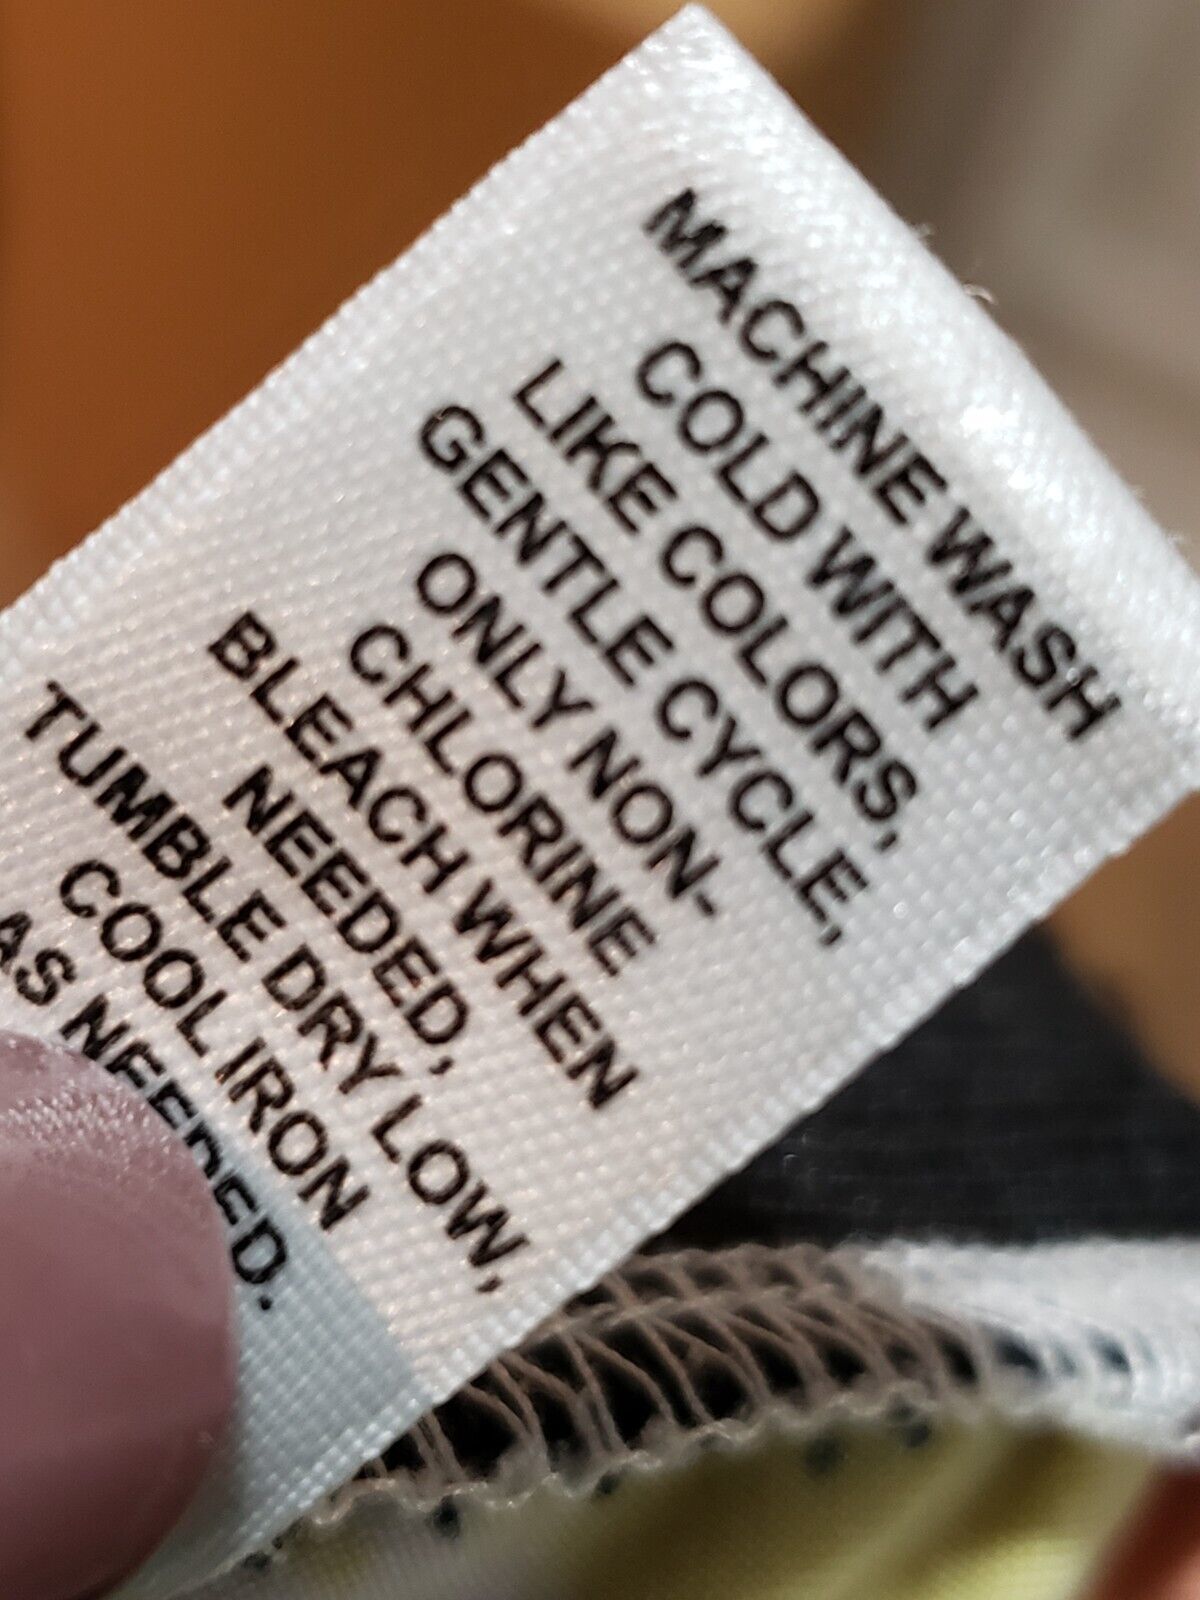 MACHINE WASH
COLD WITH
LIKE COLORS,
GENTLE CYCLE,
ONLY NON-
CHLORINE
BLEACH WHEN
NEEDED,
TUMBLE DRY LOW,
COOL IRON
AS NEEDED.